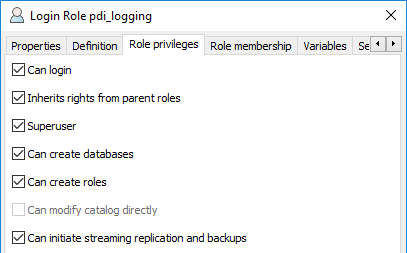 Login Role pdi_logging
Properties Definition Role privileges Role membership Variables Se
Can login
Inherits rights from parent roles
Superuser
Can create databases
Can create roles
Can modify catalog directly
Can initiate streaming replication and backups